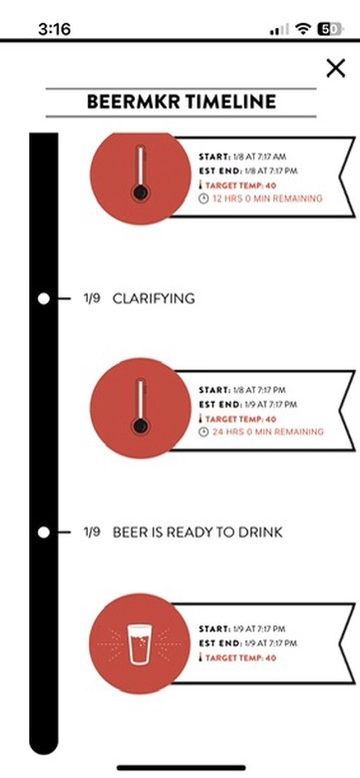 3:16
50
BEERMKR TIMELINE
START: 1/8 AT 7:17 AM
EST END: 1/8 AT 7:17 PM
TARGET TEMP: 40
12 HRS 0 MIN REMAINING
1/9 CLARIFYING
START: 1/8 AT 7:17 PM
EST END: 1/9 AT 7:17 PM
TARGET TEMP: 40
24 HRS 0 MIN REMAINING
1/9 BEER IS READY TO DRINK
START: 1/9 AT 7:17 PM
EST END: 1/9 AT 7:17 PM
TARGET TEMP: 40